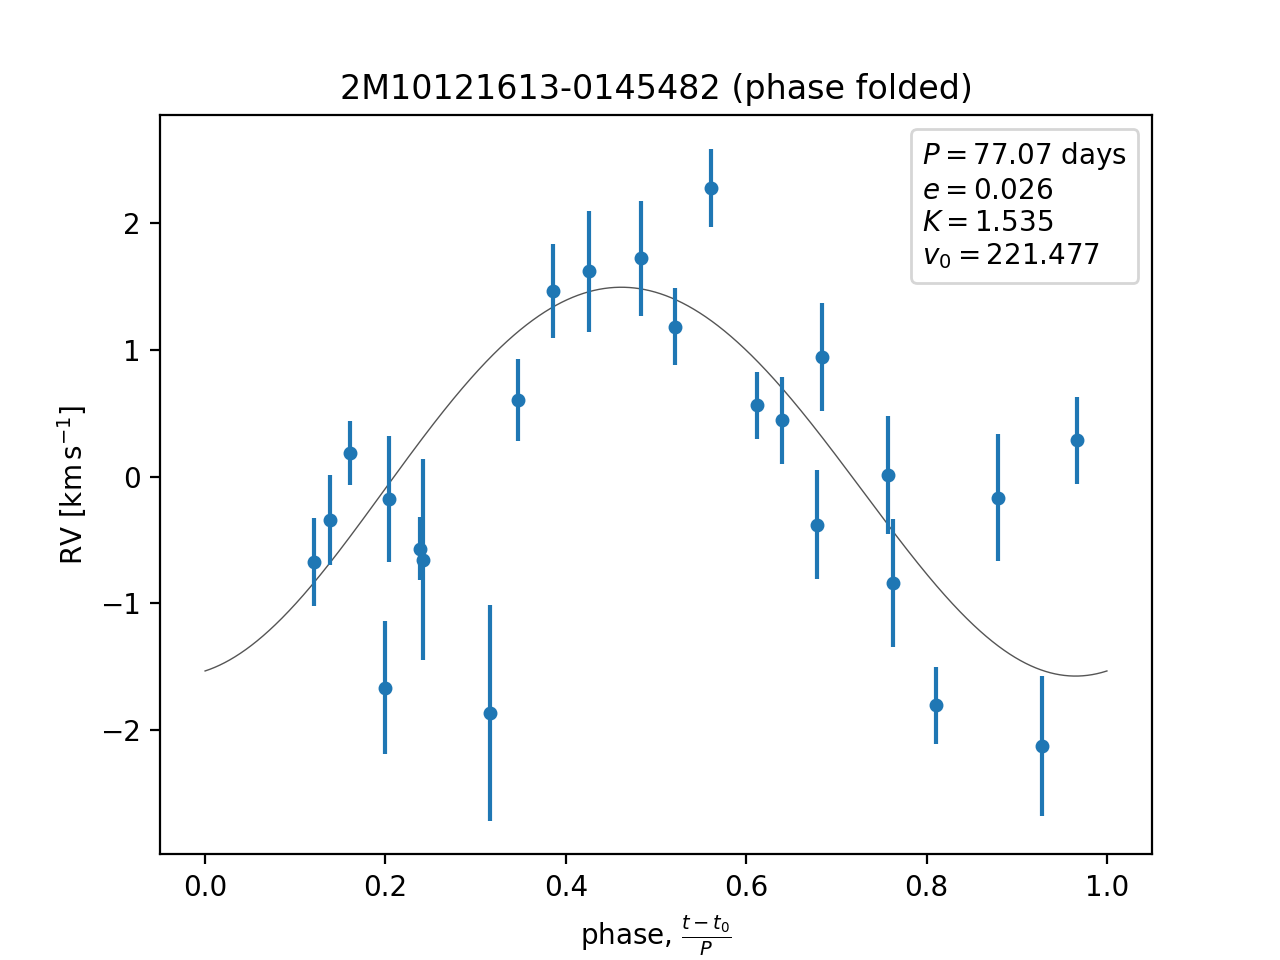 2M10121613-0145482 (phase folded)
P = 77.07 days
e = 0.026
K = 1.535
v₀ = 221.477
2
1
0
−1
−2
RV [km s⁻¹]
0.0 0.2 0.4 0.6 0.8 1.0
phase, (t − t₀)/P